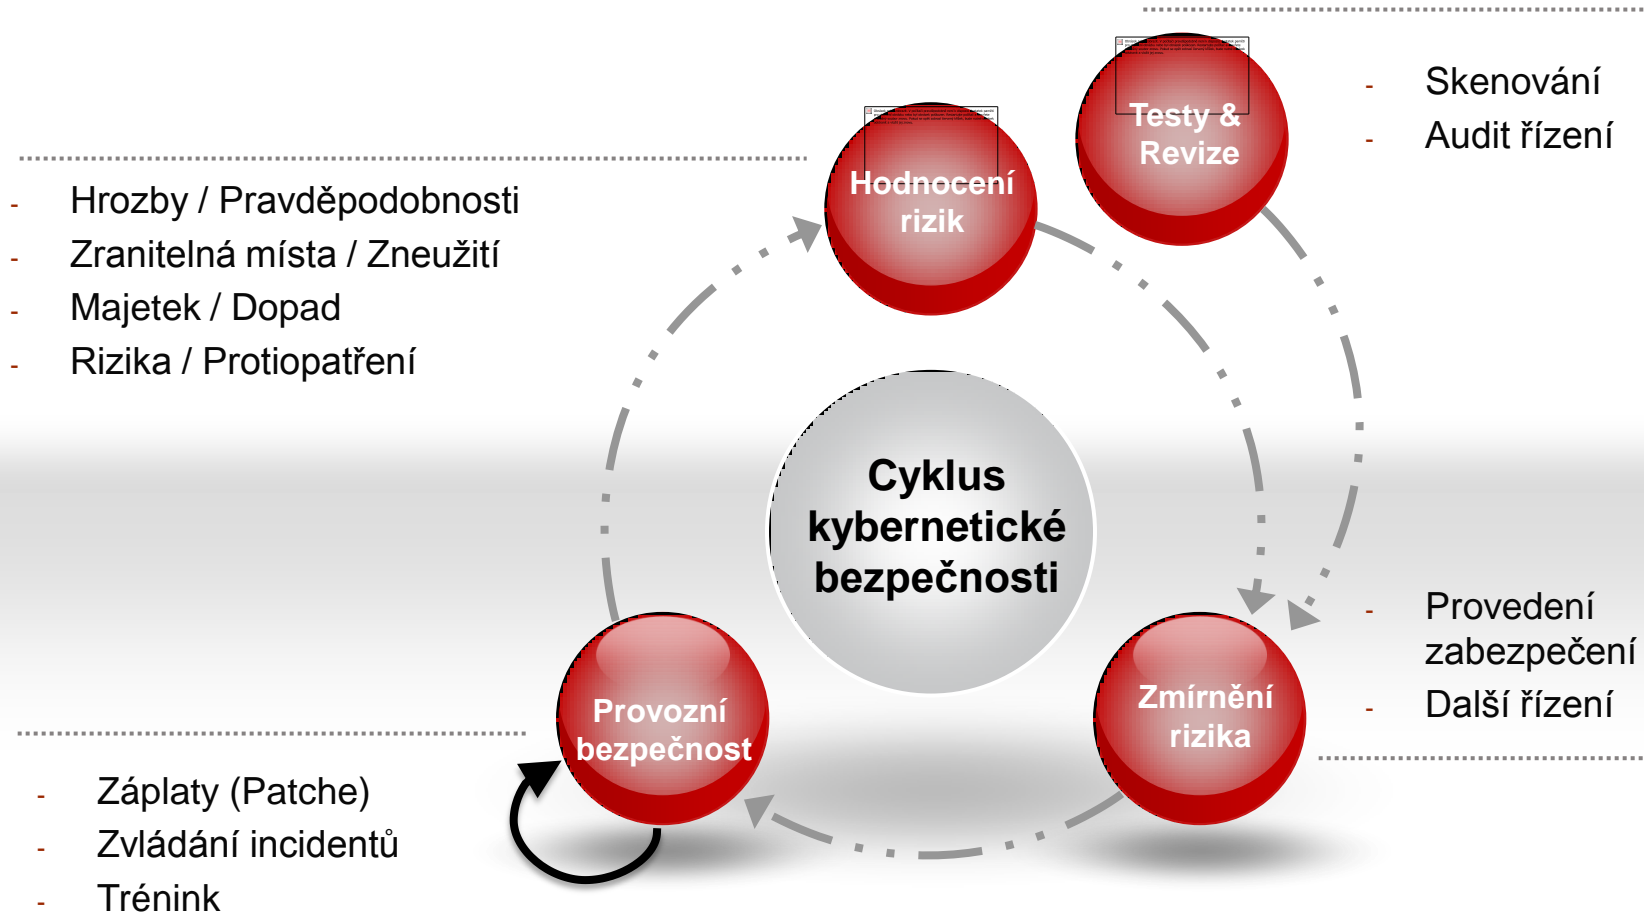 - Skenování
- Audit řízení
Testy &
Revize
Hodnocení
rizik
- Hrozby / Pravděpodobnosti
- Zranitelná místa / Zneužití
- Majetek / Dopad
- Rizika / Protiopatření
Cyklus
kybernetické
bezpečnosti
- Provedení
zabezpečení
- Další řízení
Zmírnění
rizika
Provozní
bezpečnost
- Záplaty (Patche)
- Zvládání incidentů
- Trénink